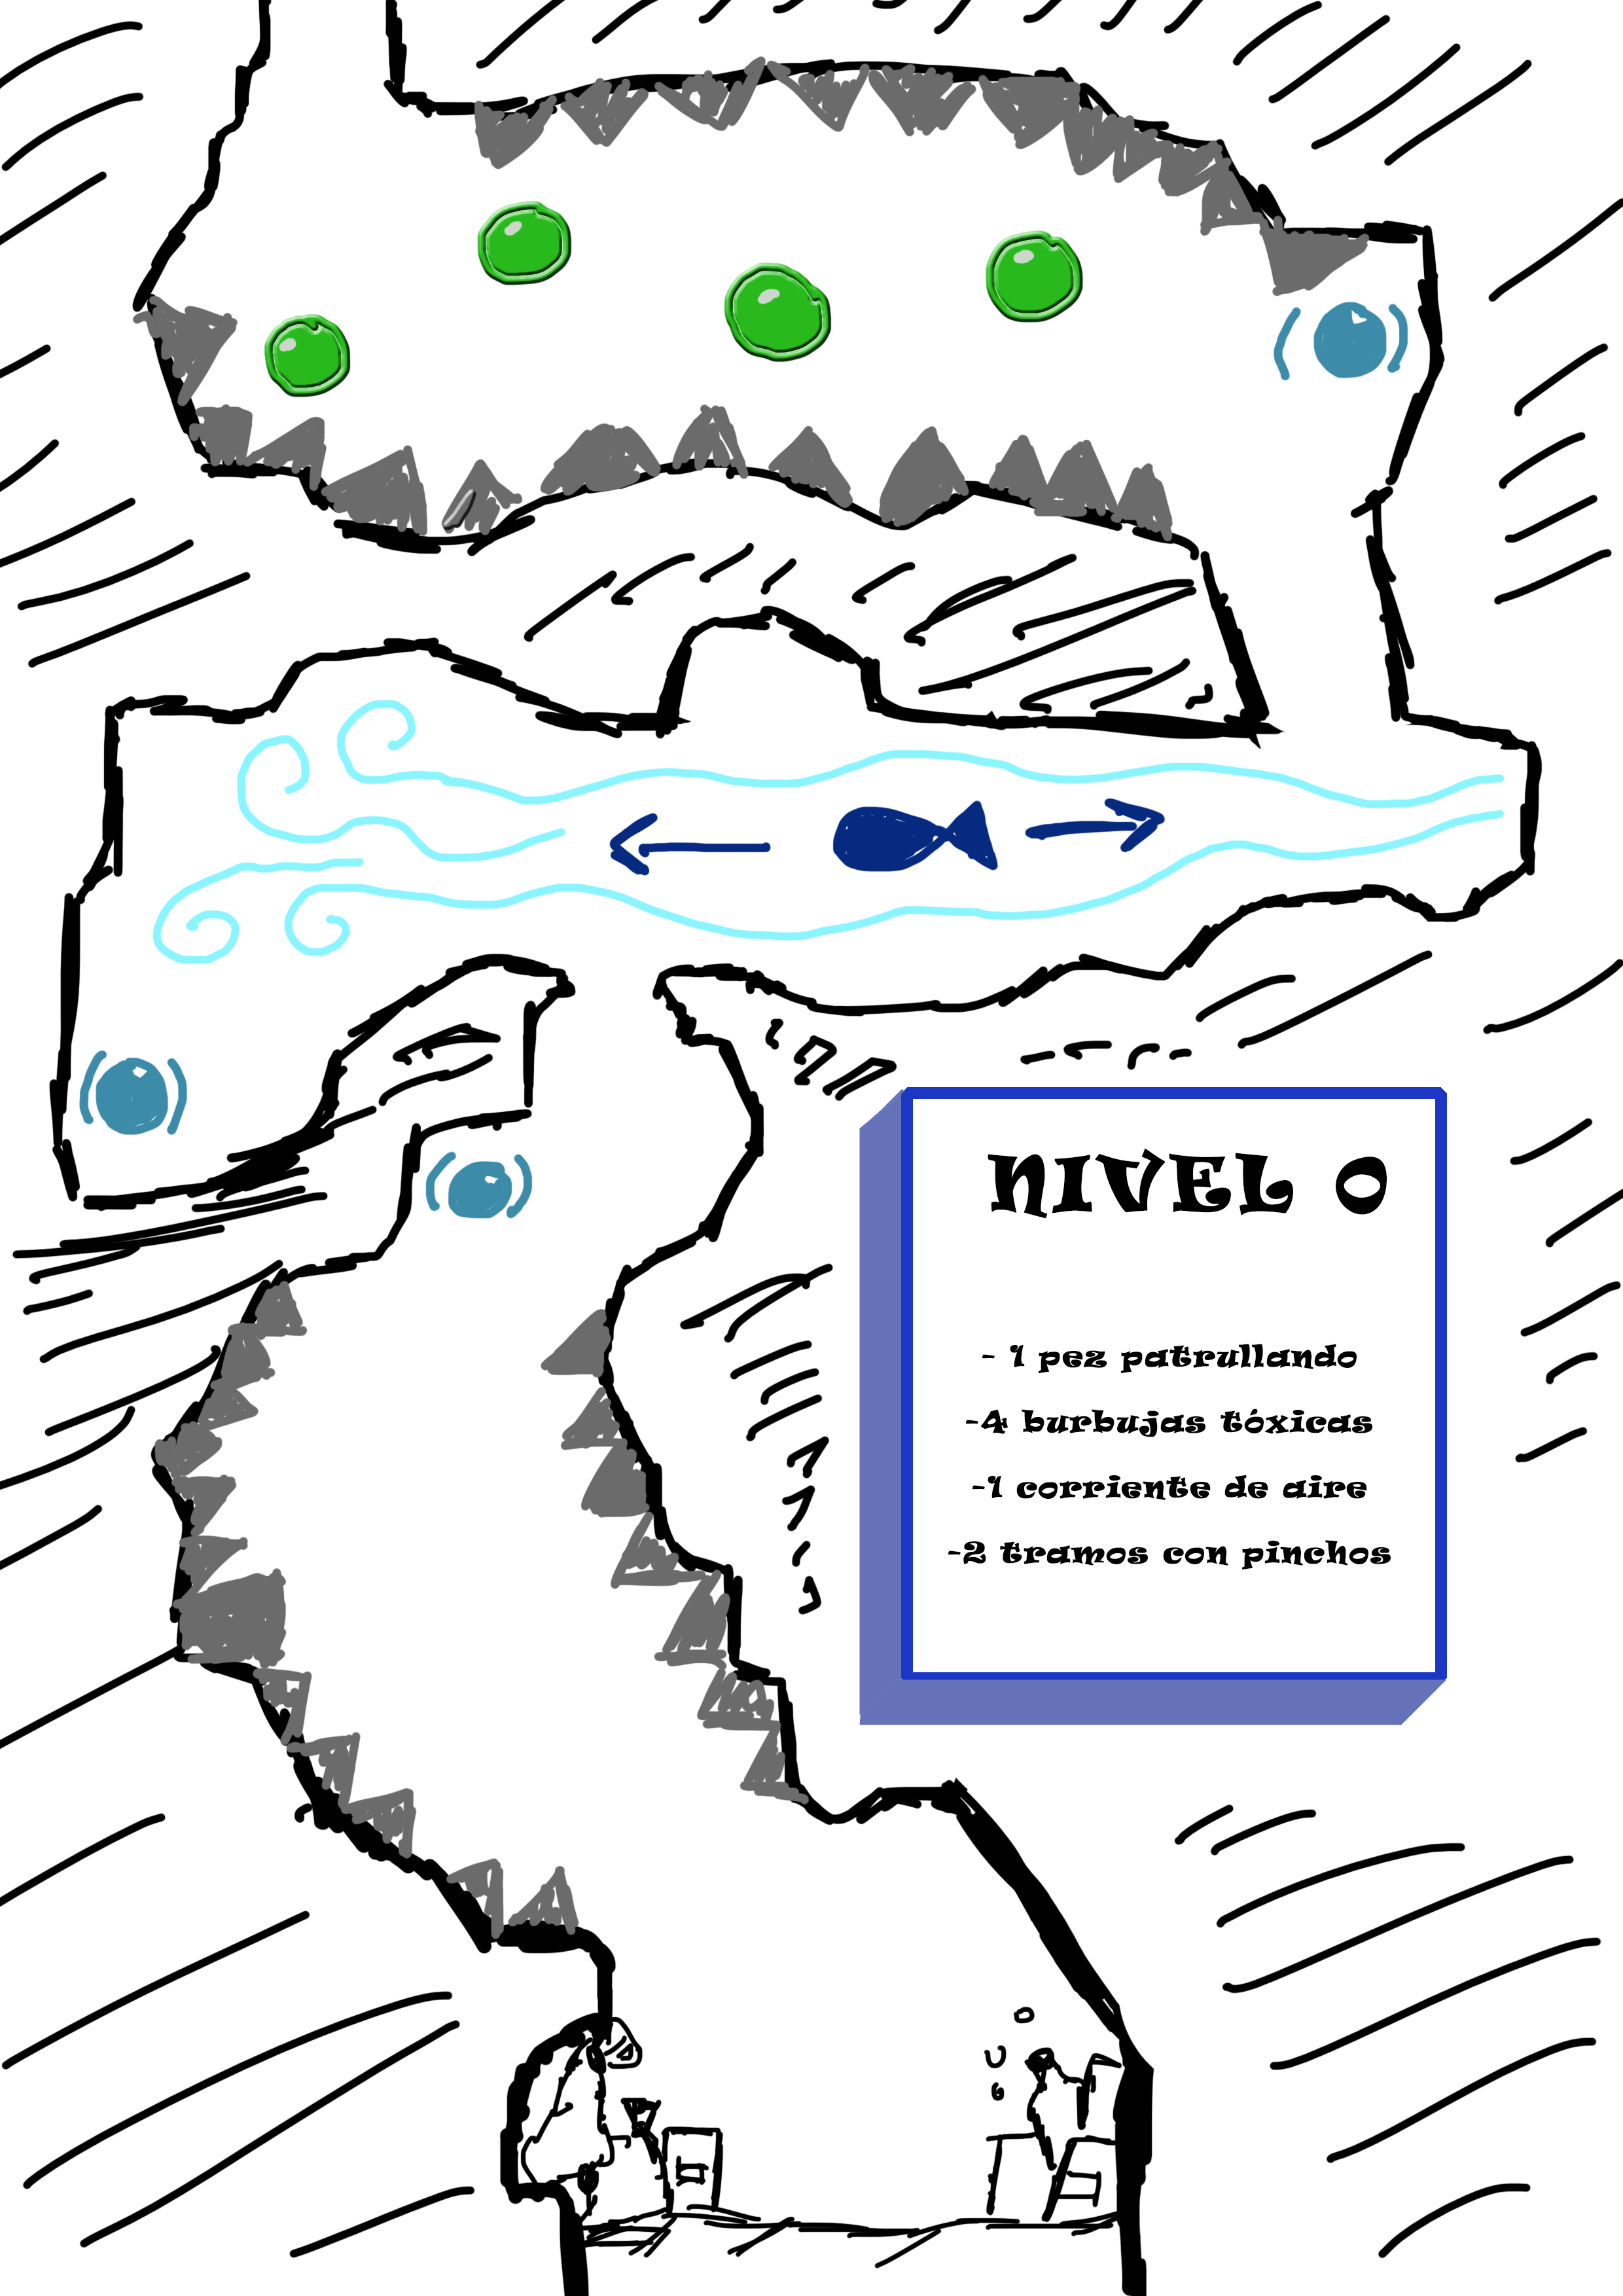 NIVEL 0
- 1 pez patrullando
-4 burbujas tóxicas
-1 corriente de aire
-2 tramos con pinchos